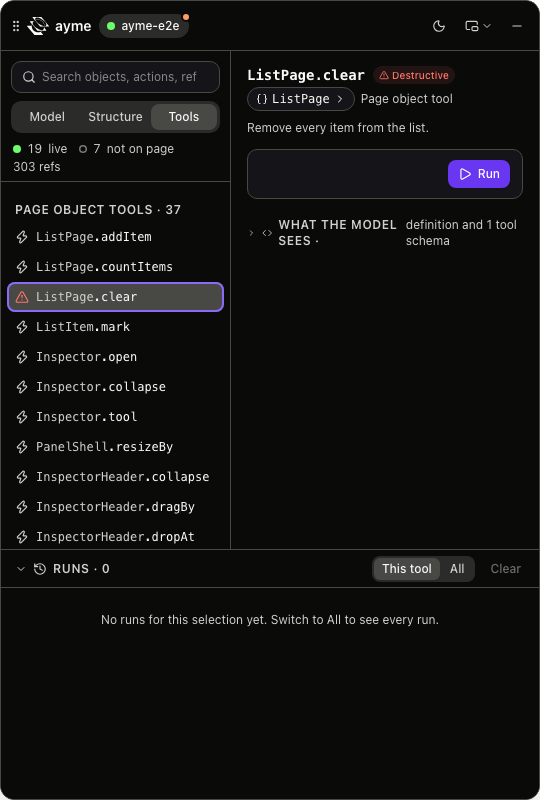 ayme
ayme-e2e
Search objects, actions, ref
Model Structure Tools
19 live 7 not on page
303 refs
PAGE OBJECT TOOLS · 37
ListPage.addItem
ListPage.countItems
ListPage.clear
ListItem.mark
Inspector.open
Inspector.collapse
Inspector.tool
PanelShell.resizeBy
InspectorHeader.collapse
InspectorHeader.dragBy
InspectorHeader.dropAt
ListPage.clear Destructive
{} ListPage > Page object tool
Remove every item from the list.
Run
WHAT THE MODEL SEES ·
definition and 1 tool schema
RUNS · 0
This tool All Clear
No runs for this selection yet. Switch to All to see every run.